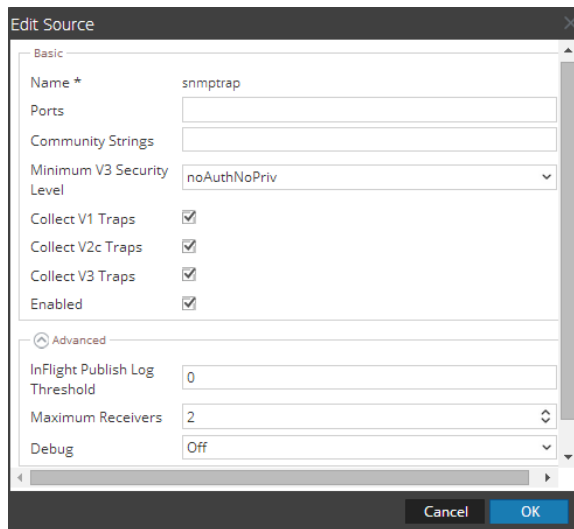 Edit Source
Basic
Name * snmptrap
Ports
Community Strings
Minimum V3 Security
Level
noAuthNoPriv
Collect V1 Traps
Collect V2c Traps
Collect V3 Traps
Enabled
Advanced
InFlight Publish Log
Threshold
0
Maximum Receivers 2
Debug Off
Cancel OK